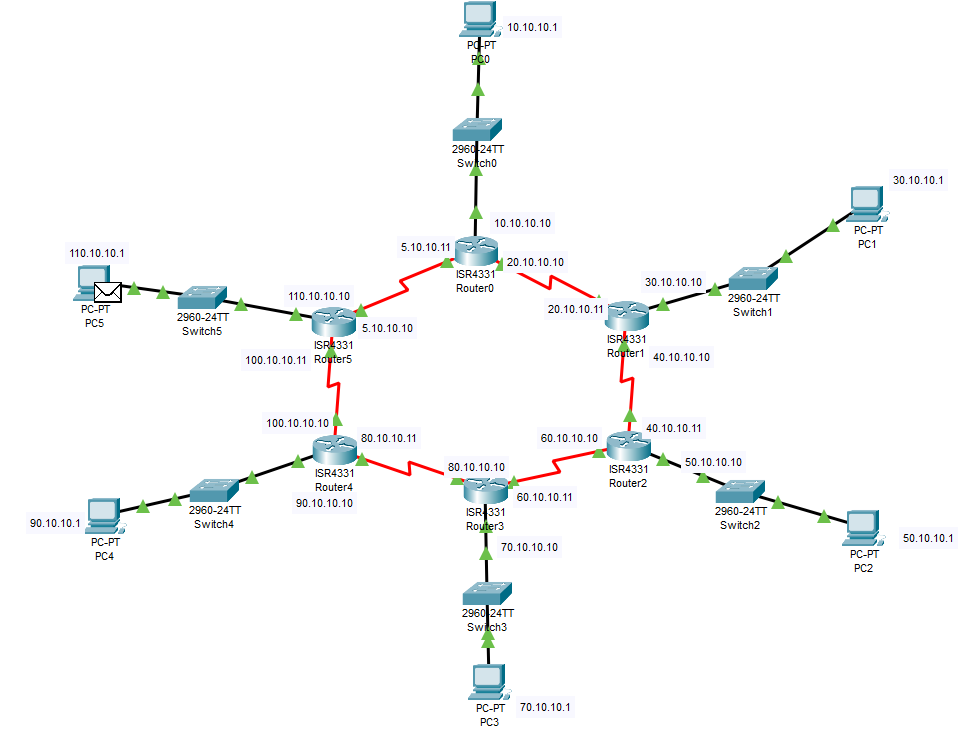 10.10.10.1
PC-PT
PC0
2960-24TT
Switch0
10.10.10.10
5.10.10.11
20.10.10.10
ISR4331
Router0
30.10.10.1
PC-PT
PC1
30.10.10.10
2960-24TT
Switch1
20.10.10.11
ISR4331
Router1
40.10.10.10
110.10.10.1
PC-PT
PC5
2960-24TT
Switch5
110.10.10.10
5.10.10.10
ISR4331
Router5
100.10.10.11
100.10.10.10
80.10.10.11
ISR4331
Router4
90.10.10.10
2960-24TT
Switch4
90.10.10.1
PC-PT
PC4
60.10.10.10
40.10.10.11
ISR4331
Router2
50.10.10.10
2960-24TT
Switch2
50.10.10.1
PC-PT
PC2
80.10.10.10
60.10.10.11
ISR4331
Router3
70.10.10.10
2960-24TT
Switch3
PC-PT
PC3
70.10.10.1